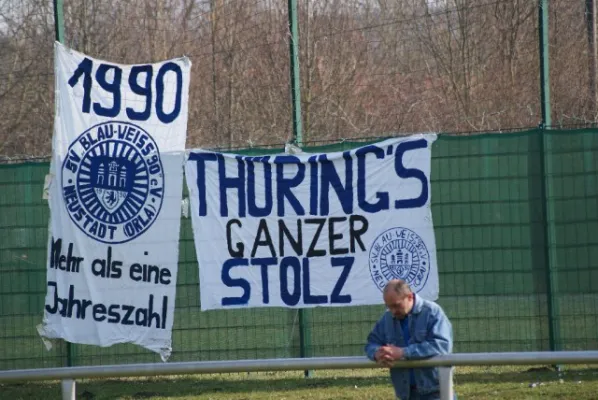 1990
SV BLAU-WEISS 90 e.V.
NEUSTADT (ORLA)
Mehr als eine
Jahreszahl
THÜRING'S
GANZER
STOLZ